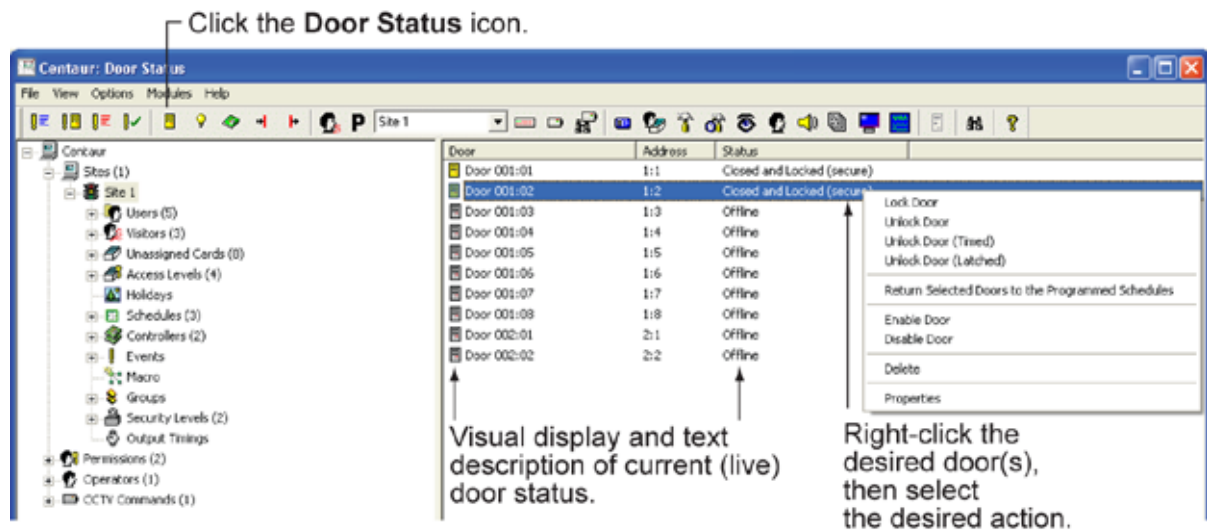 Click the Door Status icon.
Centaur: Door Status
File View Options Modules Help
P Site 1
Centaur
Sites (1)
Site 1
Users (5)
Visitors (3)
Unassigned Cards (0)
Access Levels (4)
Holidays
Schedules (3)
Controllers (2)
Events
Macro
Groups
Security Levels (2)
Output Timings
Permissions (2)
Operators (1)
CCTV Commands (1)
Door Address Status
Door 001:01 1:1 Closed and Locked (secure)
Door 001:02 1:2 Closed and Locked (secure)
Door 001:03 1:3 Offline
Door 001:04 1:4 Offline
Door 001:05 1:5 Offline
Door 001:06 1:6 Offline
Door 001:07 1:7 Offline
Door 001:08 1:8 Offline
Door 002:01 2:1 Offline
Door 002:02 2:2 Offline
Lock Door
Unlock Door
Unlock Door (Timed)
Unlock Door (Latched)
Return Selected Doors to the Programmed Schedules
Enable Door
Disable Door
Delete
Properties
Visual display and text
description of current (live)
door status.
Right-click the
desired door(s),
then select
the desired action.